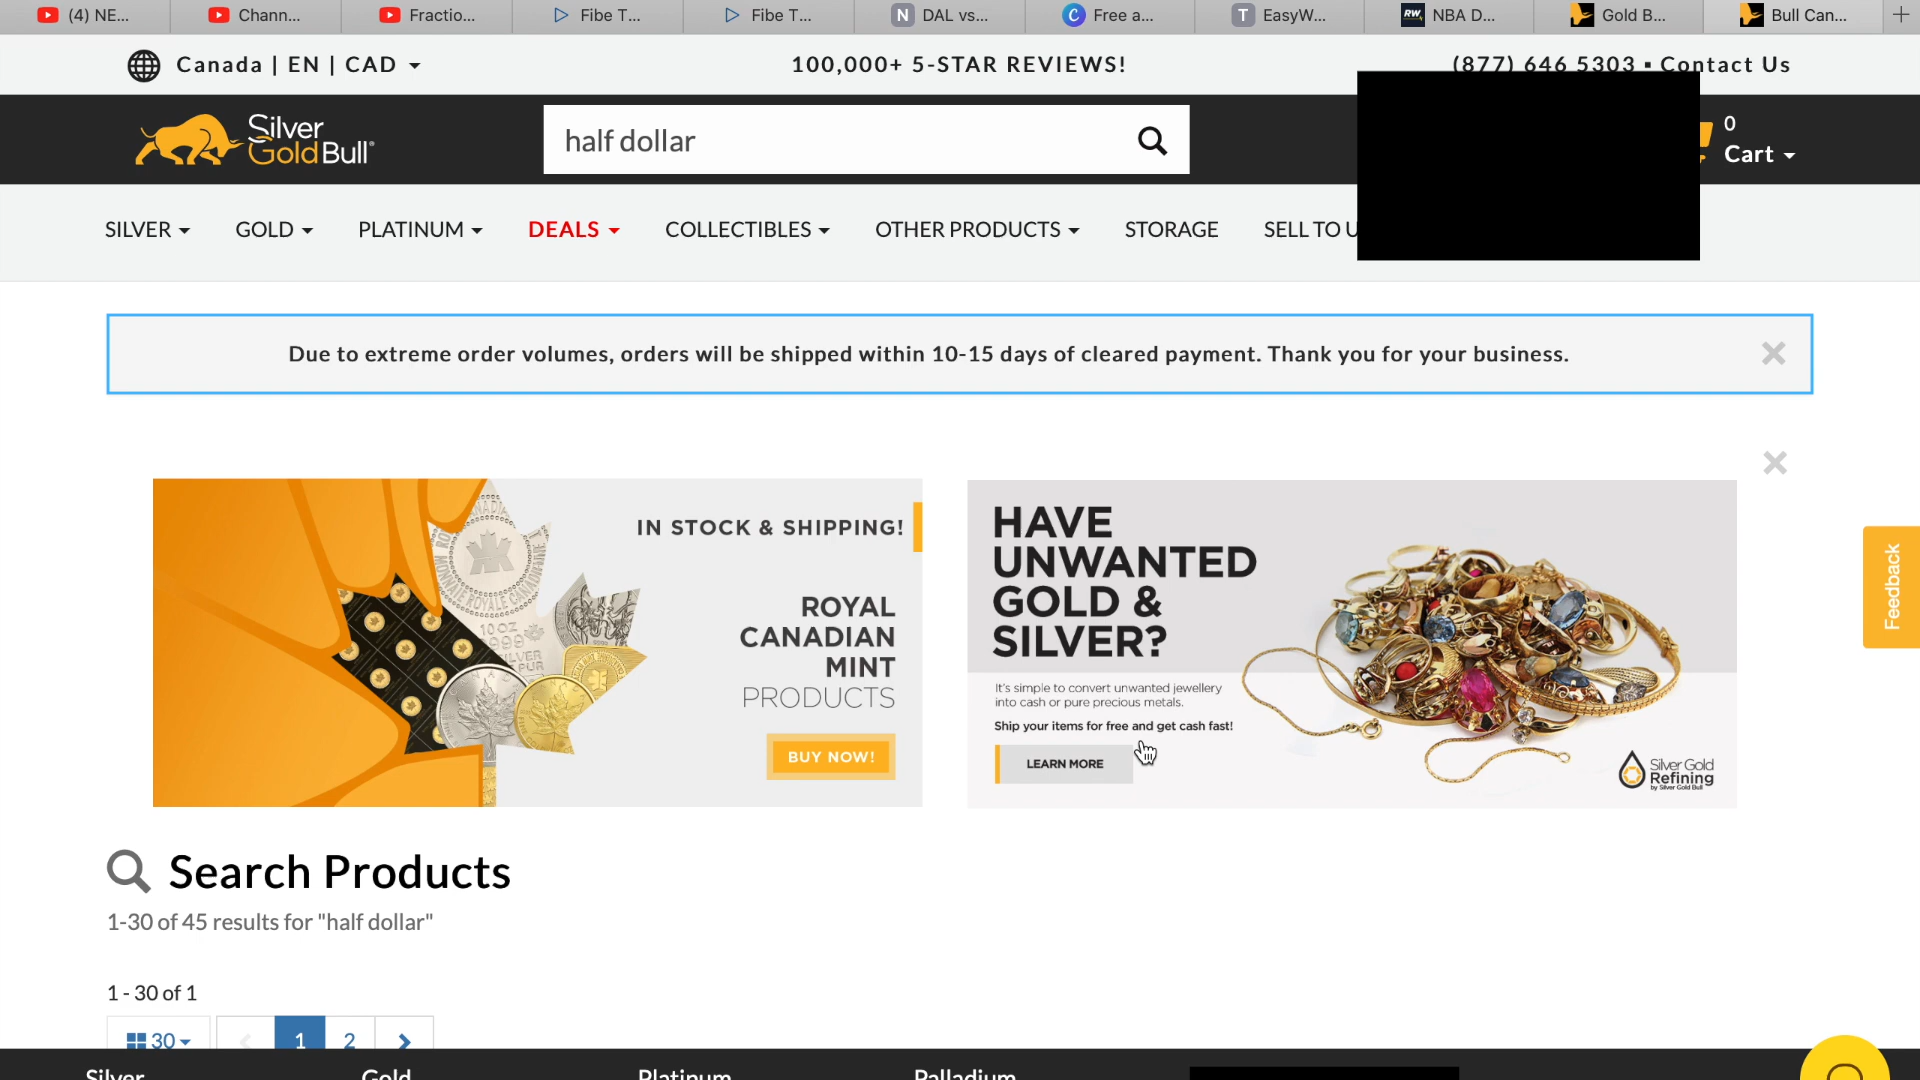 (4) NE... Chann... Fractio... Fibe T... Fibe T... N DAL vs... C Free a... T EasyW... RW NBA D... Gold B... Bull Can...
Canada | EN | CAD 100,000+ 5-STAR REVIEWS! (877) 646 5303 ▪ Contact Us
Silver
GoldBull®
half dollar
0
Cart
SILVER GOLD PLATINUM DEALS COLLECTIBLES OTHER PRODUCTS STORAGE SELL TO U
Due to extreme order volumes, orders will be shipped within 10-15 days of cleared payment. Thank you for your business.
IN STOCK & SHIPPING!
ROYAL
CANADIAN
MINT
PRODUCTS
BUY NOW!
HAVE
UNWANTED
GOLD &
SILVER?
It's simple to convert unwanted jewellery
into cash or pure precious metals.
Ship your items for free and get cash fast!
LEARN MORE
Silver Gold
Refining
by Silver Gold Bull
Feedback
Search Products
1-30 of 45 results for "half dollar"
1 - 30 of 1
30 1 2
Silver Gold Platinum Palladium